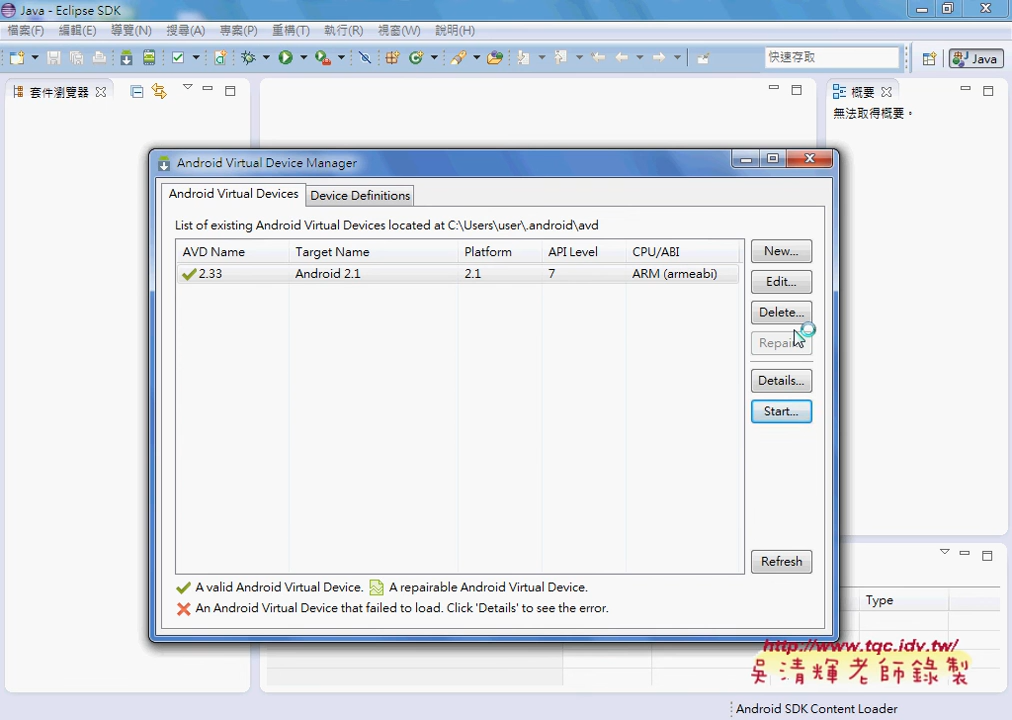 Java - Eclipse SDK
檔案(F) 編輯(E) 導覽(N) 搜尋(A) 專案(P) 重構(T) 執行(R) 視窗(W) 說明(H)
快速存取
Java
套件瀏覽器
概要
無法取得概要。
Android Virtual Device Manager
Android Virtual Devices
Device Definitions
List of existing Android Virtual Devices located at C:\Users\user\.android\avd
AVD Name Target Name Platform API Level CPU/ABI
2.33 Android 2.1 2.1 7 ARM (armeabi)
New...
Edit...
Delete...
Repai
Details...
Start...
Refresh
A valid Android Virtual Device. A repairable Android Virtual Device.
An Android Virtual Device that failed to load. Click 'Details' to see the error.
Type
http://www.tqc.idv.tw/
吳清輝老師錄製
Android SDK Content Loader